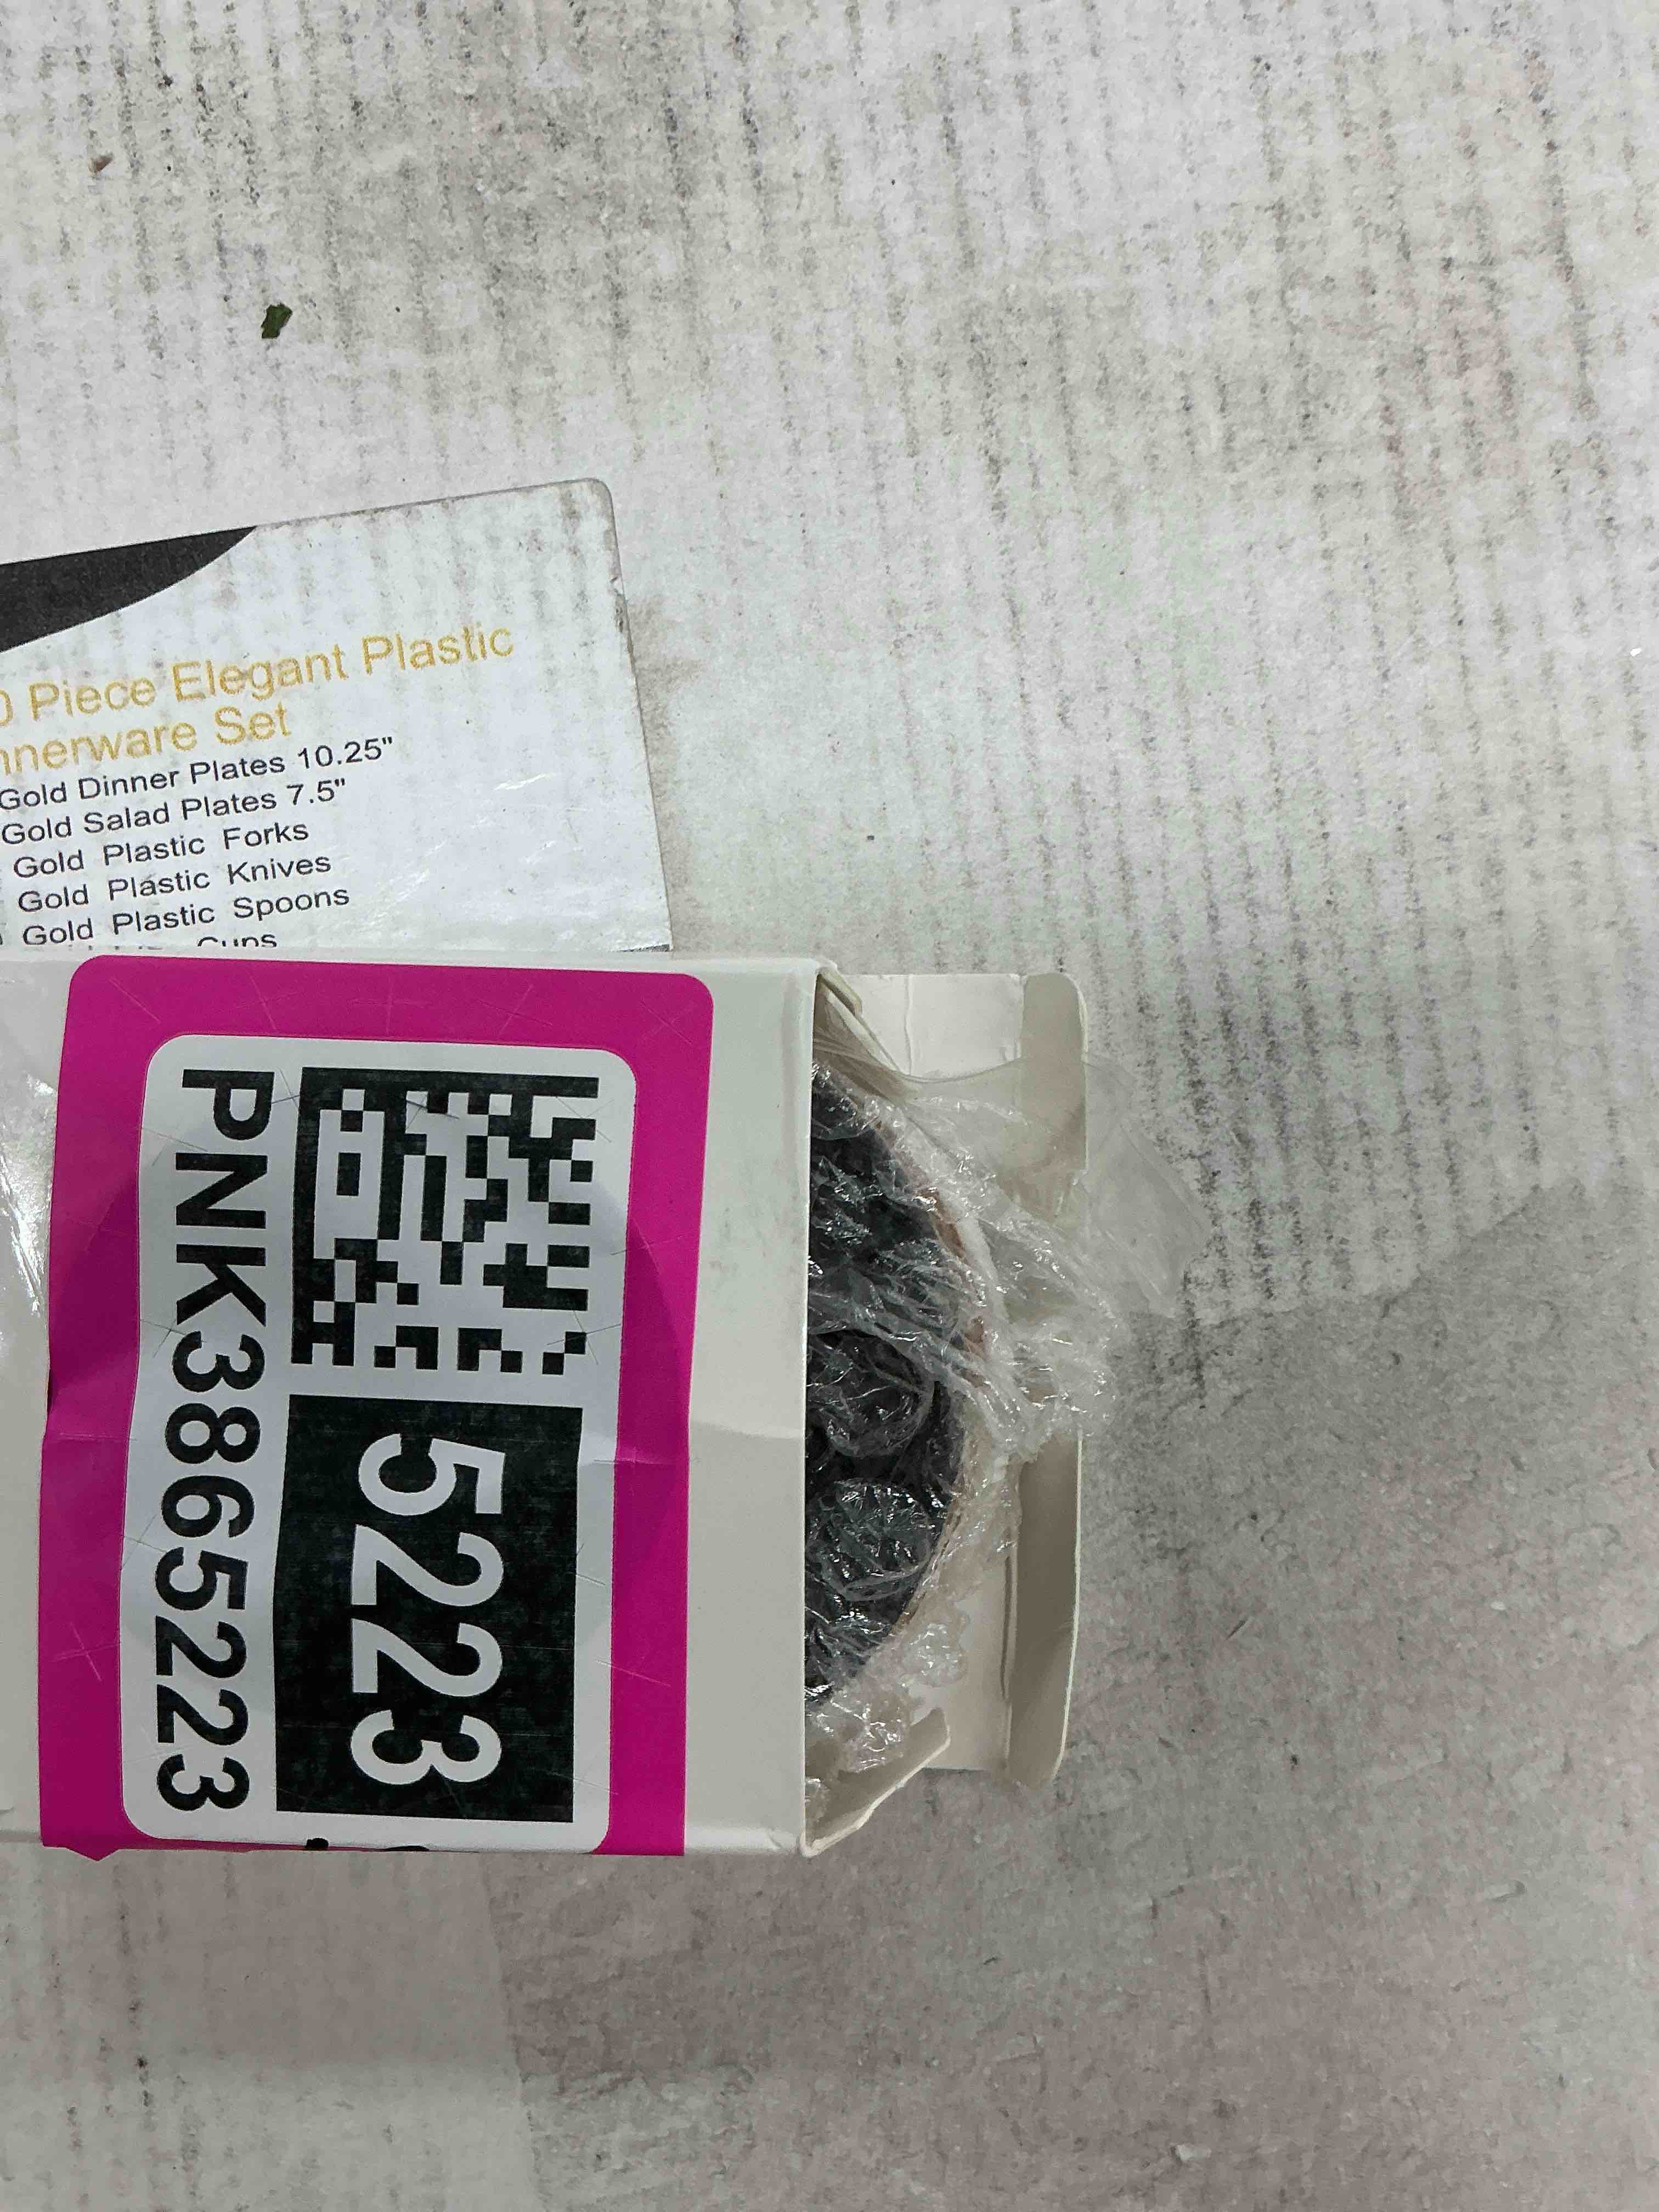 0 Piece Elegant Plastic
nnerware Set
Gold Dinner Plates 10.25"
Gold Salad Plates 7.5"
Gold Plastic Forks
Gold Plastic Knives
Gold Plastic Spoons
Cups
PNK3865223
5223